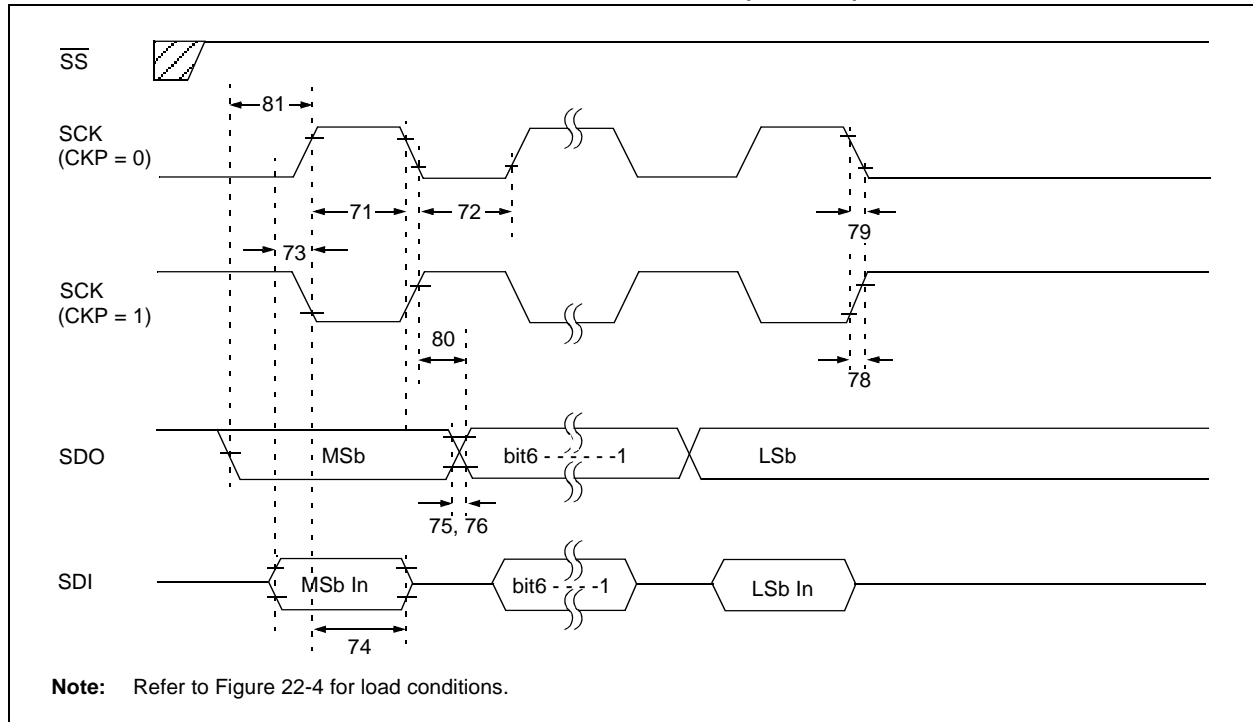 SS
81
SCK
(CKP = 0)
71
72
79
73
SCK
(CKP = 1)
80
78
SDO
MSb
bit6 - - - - - -1
LSb
75, 76
SDI
MSb In
bit6 - - - -1
LSb In
74
Note: Refer to Figure 22-4 for load conditions.